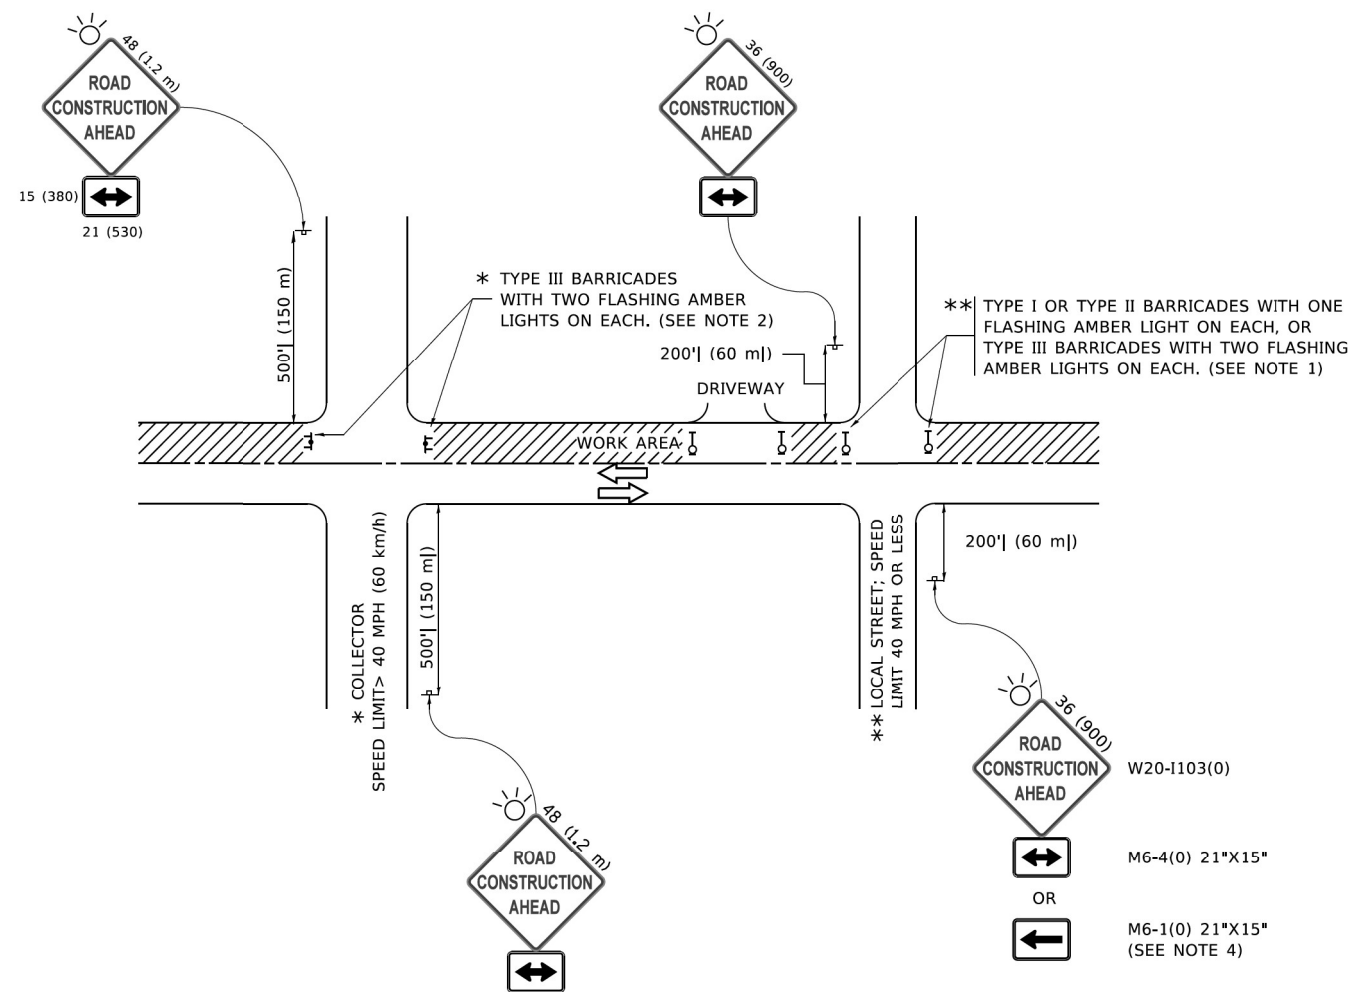 48 (1.2 m)
ROAD
CONSTRUCTION
AHEAD
15 (380)
21 (530)
36 (900)
ROAD
CONSTRUCTION
AHEAD
500'| (150 m)
* TYPE III BARRICADES
WITH TWO FLASHING AMBER
LIGHTS ON EACH. (SEE NOTE 2)
200'| (60 m|)
DRIVEWAY
** TYPE I OR TYPE II BARRICADES WITH ONE
FLASHING AMBER LIGHT ON EACH, OR
TYPE III BARRICADES WITH TWO FLASHING
AMBER LIGHTS ON EACH. (SEE NOTE 1)
WORK AREA
* COLLECTOR
SPEED LIMIT> 40 MPH (60 km/h)
500'| (150 m|)
** LOCAL STREET; SPEED
LIMIT 40 MPH OR LESS
200'| (60 m|)
48 (1.2 m)
ROAD
CONSTRUCTION
AHEAD
36 (900)
ROAD
CONSTRUCTION
AHEAD
W20-I103(0)
M6-4(0) 21"X15"
OR
M6-1(0) 21"X15"
(SEE NOTE 4)